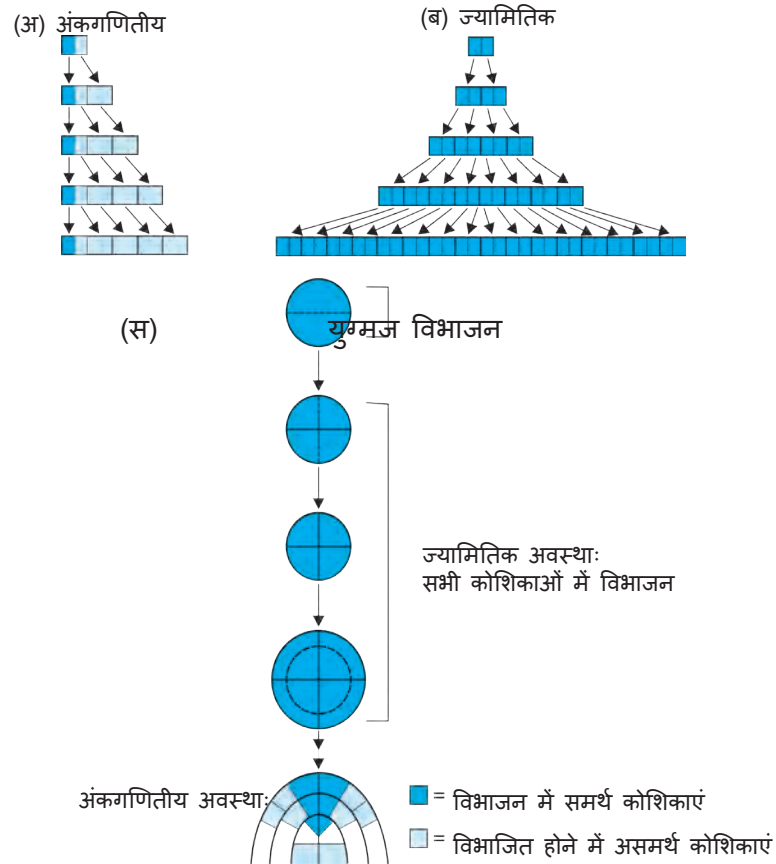 (अ) अंकगणितीय
(ब) ज्यामितिक
(स)
युग्मज विभाजन
ज्यामितिक अवस्थाः
सभी कोशिकाओं में विभाजन
अंकगणितीय अवस्थाः
= विभाजन में समर्थ कोशिकाएं
= विभाजित होने में असमर्थ कोशिकाएं